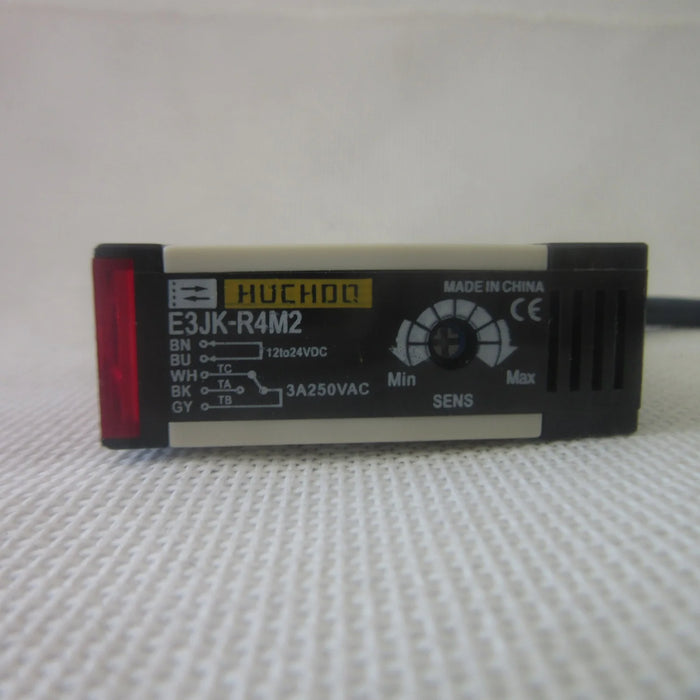 HUCHDQ
MADE IN CHINA
CE
E3JK-R4M2
BN
BU
12to24VDC
WH TC
BK TA
GY TB
3A250VAC
Min
Max
SENS